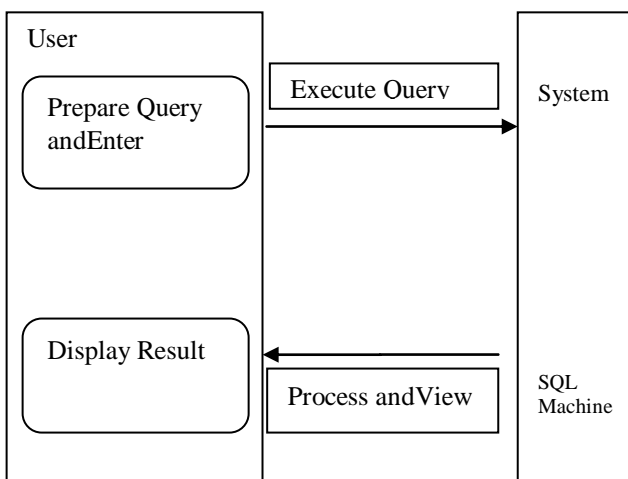 User
Execute Query
System
Prepare Query
andEnter
Display Result
Process andView
SQL
Machine